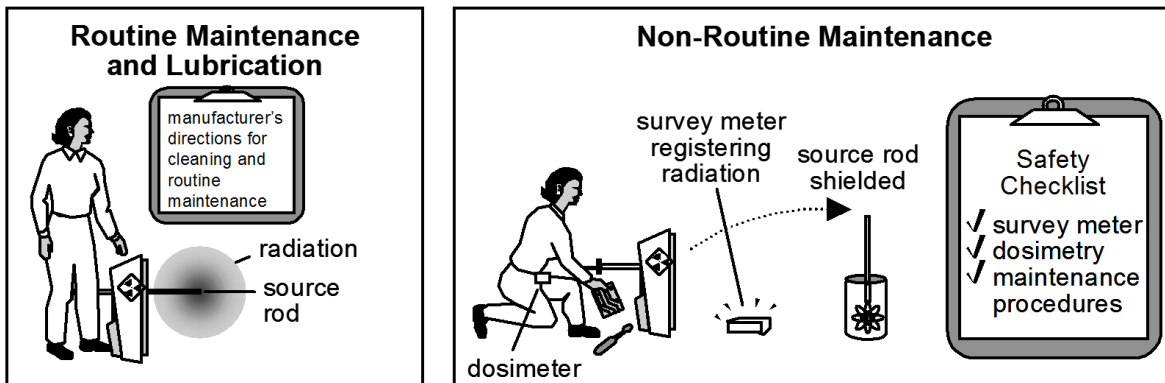 Routine Maintenance
and Lubrication
manufacturer's
directions for
cleaning and
routine
maintenance
radiation
source
rod
Non-Routine Maintenance
survey meter
registering
radiation
source rod
shielded
dosimeter
Safety
Checklist
✓ survey meter
✓ dosimetry
✓ maintenance
procedures